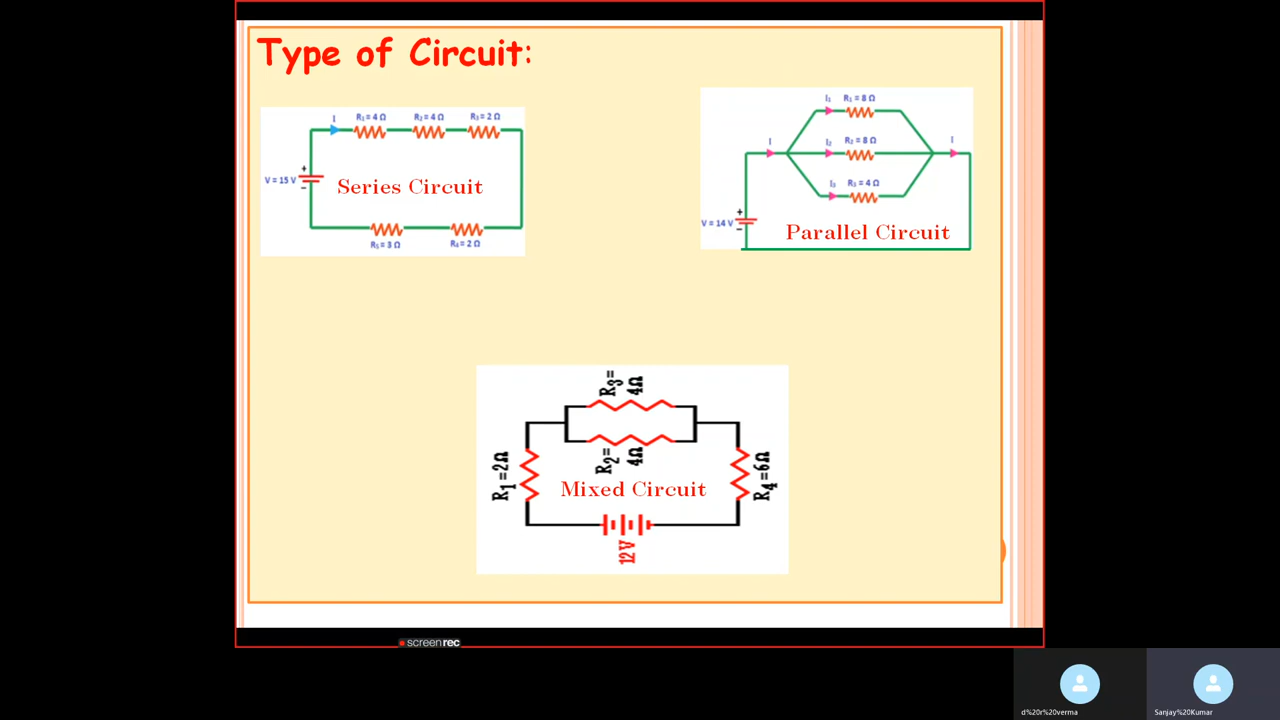 Type of Circuit:
I R₁ = 4 Ω R₂ = 4 Ω R₃ = 2 Ω
+
V = 15 V
−
Series Circuit
R₅ = 3 Ω R₄ = 2 Ω
I₁ R₁ = 8 Ω
I I₂ R₂ = 8 Ω I
I₃ R₃ = 4 Ω
+
V = 14 V
−
Parallel Circuit
R3=
4Ω
R2=
4Ω
R1=2Ω
R4=6Ω
Mixed Circuit
12V
screenrec
d%20r%20verma
Sanjay%20Kumar